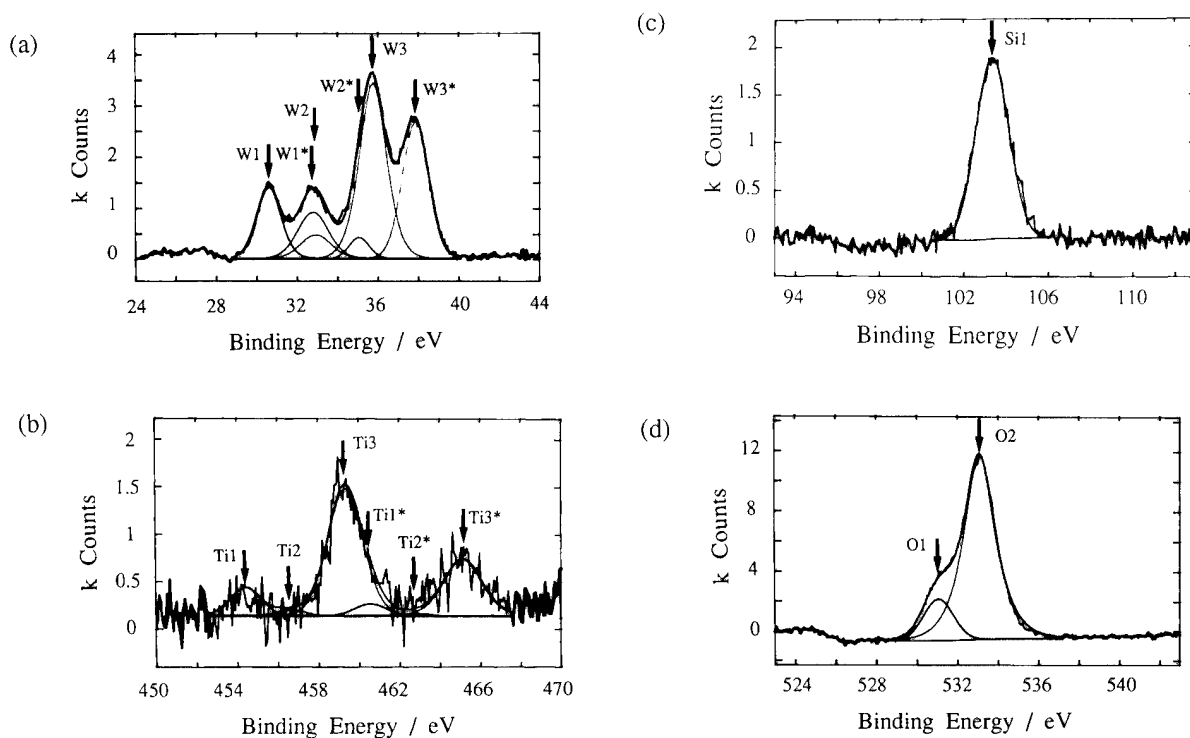 (a)
4
3
2
1
0
k Counts
W1
W1*
W2
W2*
W3
W3*
24 28 32 36 40 44
Binding Energy / eV
(c)
2
1.5
1
0.5
0
k Counts
Si1
94 98 102 106 110
Binding Energy / eV
(b)
2
1.5
1
0.5
0
k Counts
Ti1
Ti2
Ti3
Ti1*
Ti2*
Ti3*
450 454 458 462 466 470
Binding Energy / eV
(d)
12
8
4
0
k Counts
O1
O2
524 528 532 536 540
Binding Energy / eV